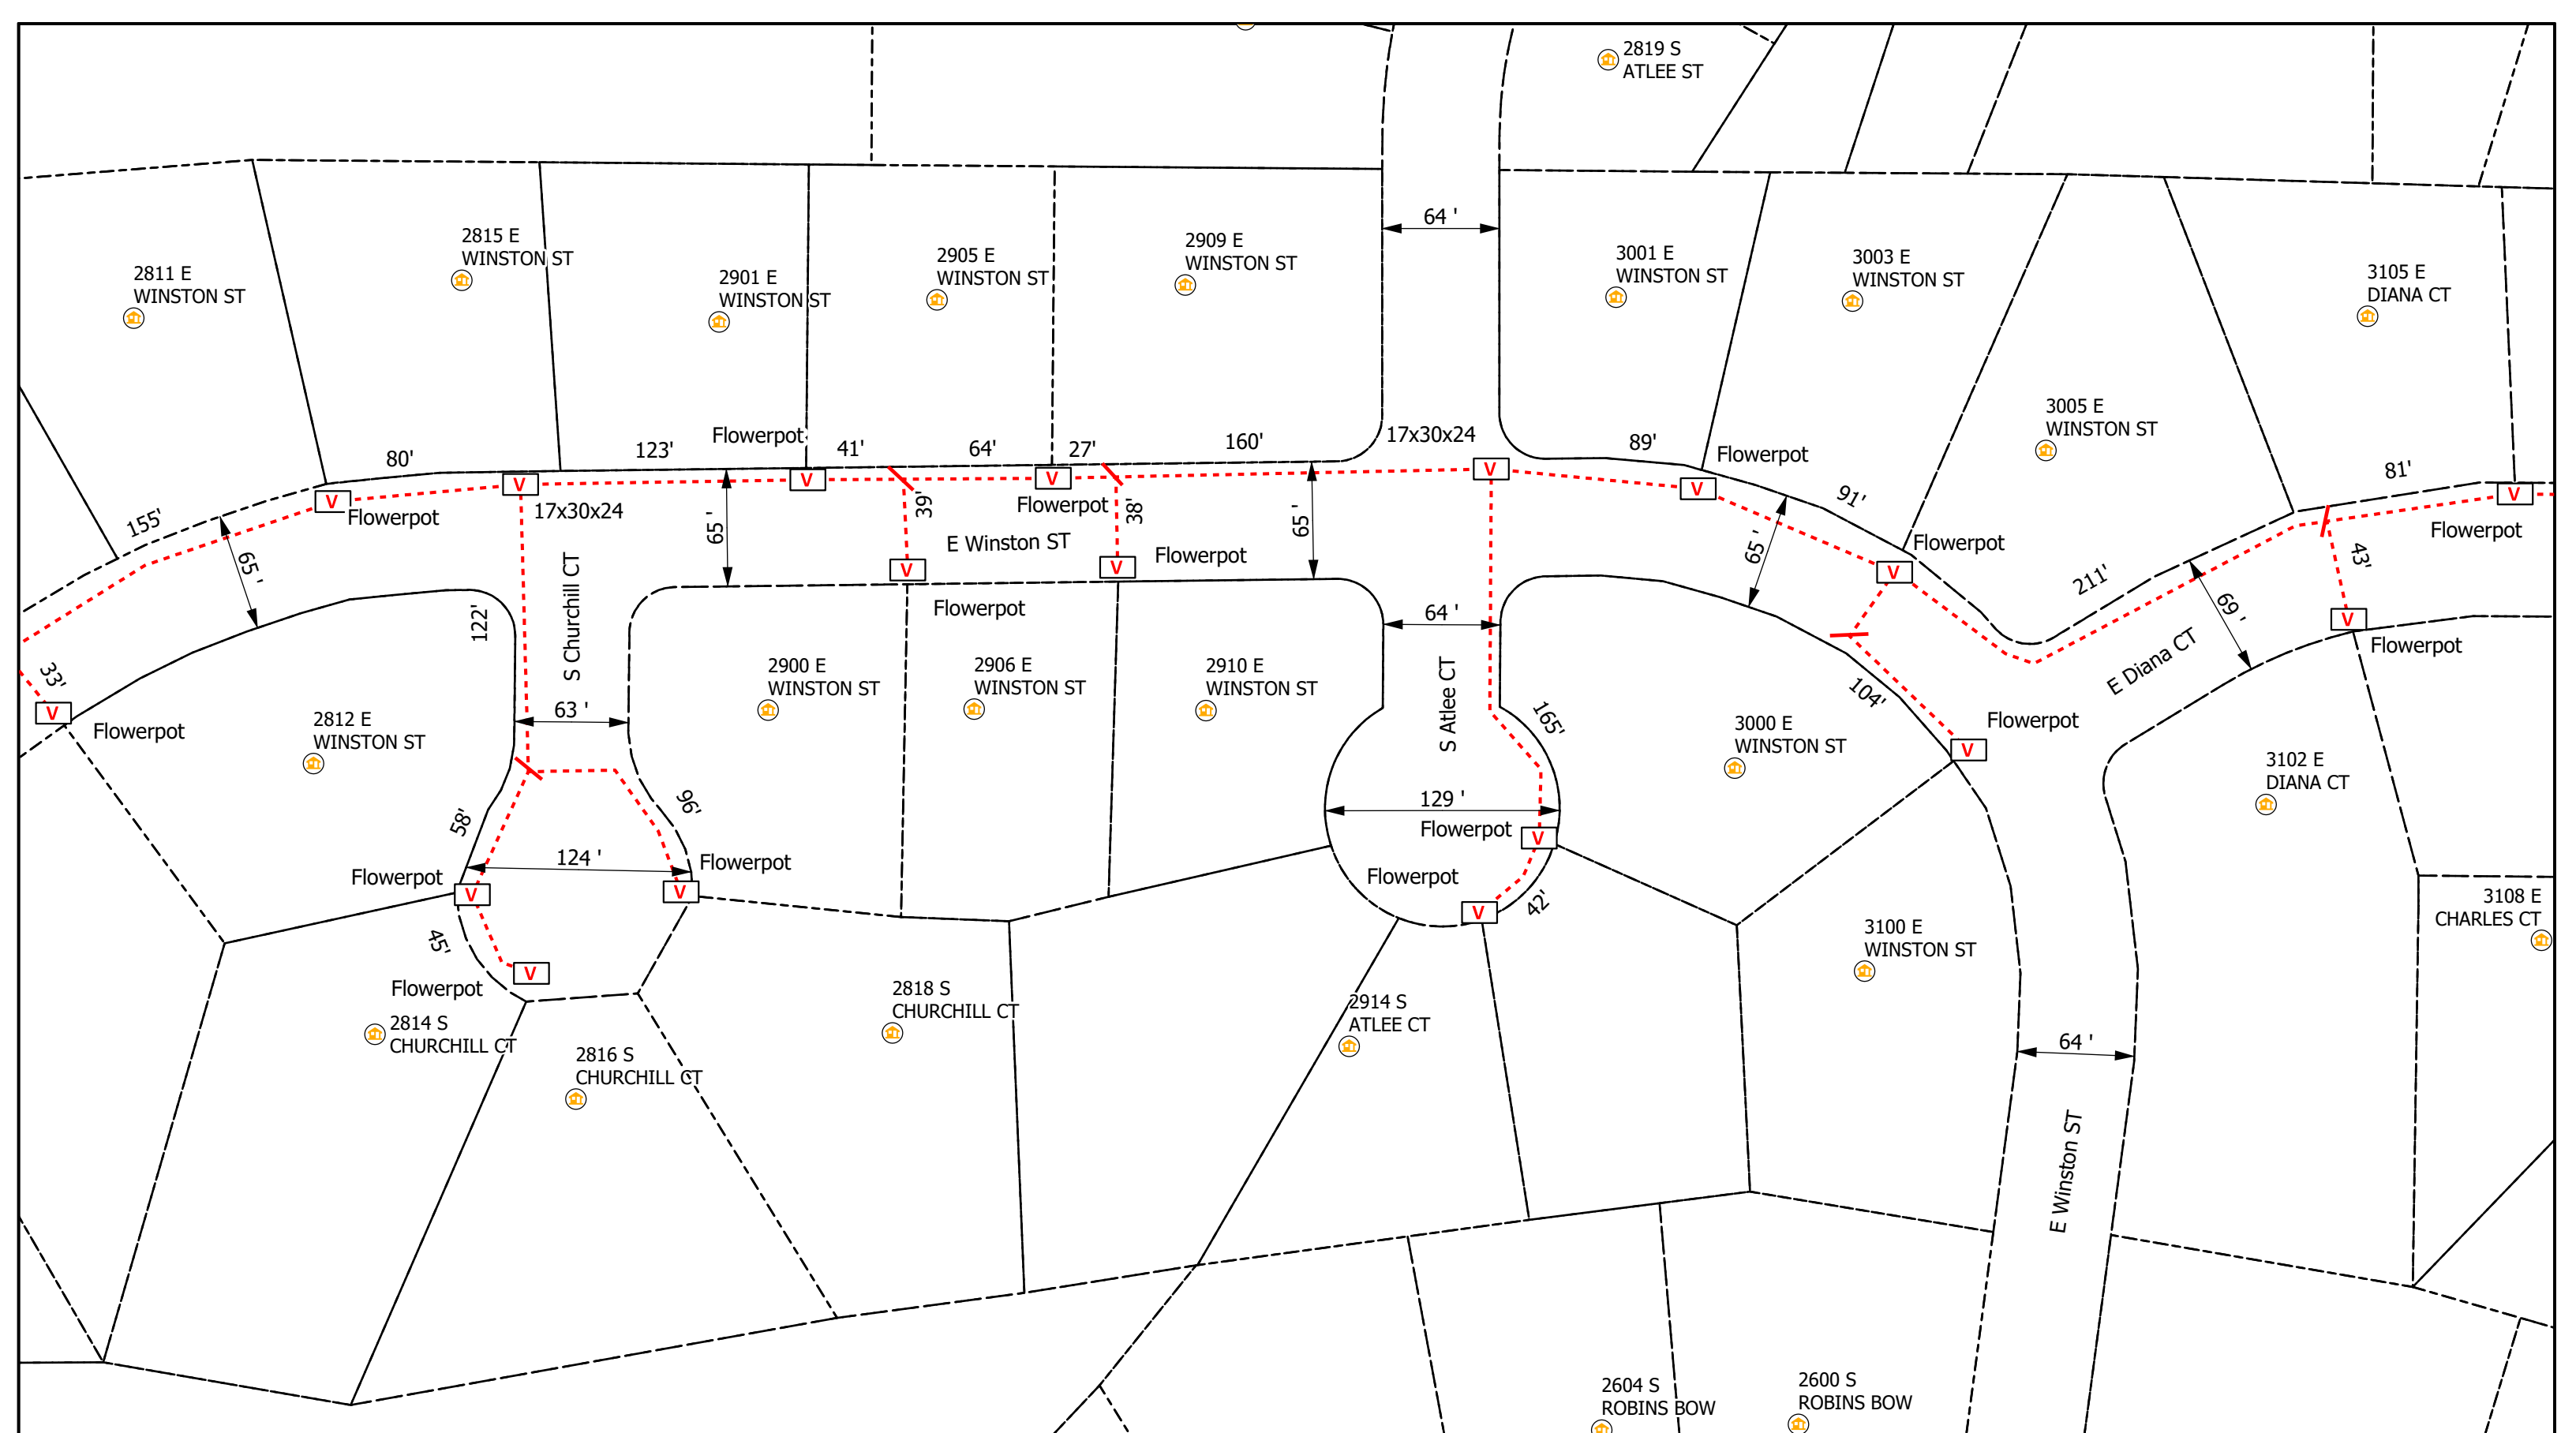 2819 S
ATLEE ST
64 '
2811 E
WINSTON ST
2815 E
WINSTON ST
2901 E
WINSTON ST
2905 E
WINSTON ST
2909 E
WINSTON ST
3001 E
WINSTON ST
3003 E
WINSTON ST
3005 E
WINSTON ST
3105 E
DIANA CT
155'
80'
123'
Flowerpot
41'
64'
27'
160'
17x30x24
89'
Flowerpot
91'
81'
V
V
V
V
V
V
V
Flowerpot
17x30x24
39'
Flowerpot
38'
Flowerpot
65 '
65 '
65 '
65 '
E Winston ST
Flowerpot
Flowerpot
V
V
V
211'
43'
69 '
V
Flowerpot
Flowerpot
33'
V
Flowerpot
122'
S Churchill CT
63 '
64 '
S Atlee CT
165'
104'
V
Flowerpot
E Diana CT
2812 E
WINSTON ST
2900 E
WINSTON ST
2906 E
WINSTON ST
2910 E
WINSTON ST
3000 E
WINSTON ST
3102 E
DIANA CT
58'
96'
124 '
129 '
Flowerpot
V
Flowerpot
V
Flowerpot
V
Flowerpot
V
42'
45'
V
Flowerpot
3100 E
WINSTON ST
3108 E
CHARLES CT
2814 S
CHURCHILL CT
2816 S
CHURCHILL CT
2818 S
CHURCHILL CT
2914 S
ATLEE CT
64 '
E Winston ST
2604 S
ROBINS BOW
2600 S
ROBINS BOW